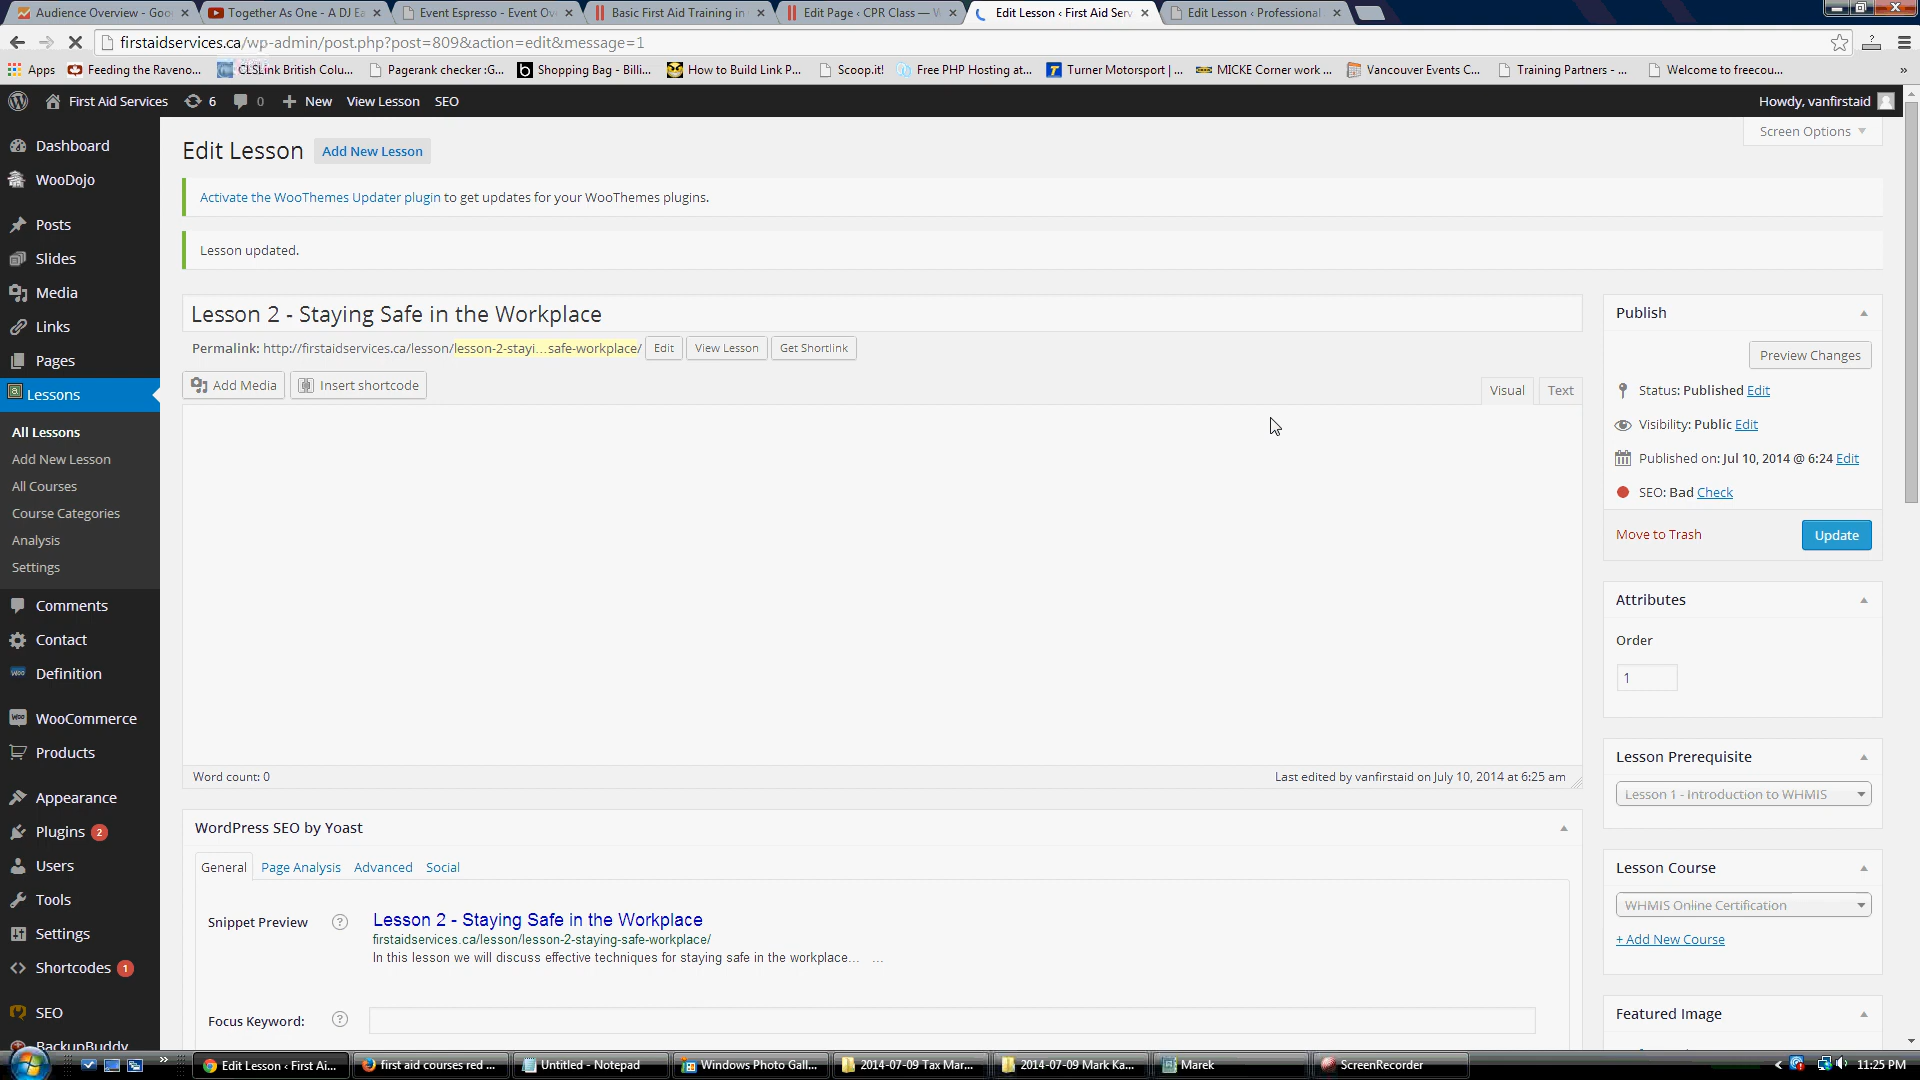 Audience Overview - Goo
Together As One - A DJ Ea
Event Espresso - Event Ov
Basic First Aid Training in
Edit Page ‹ CPR Class — W
Edit Lesson ‹ First Aid Serv
Edit Lesson ‹ Professional
firstaidservices.ca/wp-admin/post.php?post=809&action=edit&message=1
Apps
Feeding the Raveno...
CLSLink British Colu...
Pagerank checker :G...
Shopping Bag - Billi...
How to Build Link P...
Scoop.it!
Free PHP Hosting at...
Turner Motorsport | ...
MICKE Corner work ...
Vancouver Events C...
Training Partners - ...
Welcome to freecou...
»
First Aid Services
6
0
New
View Lesson
SEO
Howdy, vanfirstaid
Screen Options
Dashboard
WooDojo
Posts
Slides
Media
Links
Pages
Lessons
All Lessons
Add New Lesson
All Courses
Course Categories
Analysis
Settings
Comments
Contact
Definition
WooCommerce
Products
Appearance
Plugins 2
Users
Tools
Settings
Shortcodes 1
SEO
BackupBuddy
Edit Lesson
Add New Lesson
Activate the WooThemes Updater plugin to get updates for your WooThemes plugins.
Lesson updated.
Lesson 2 - Staying Safe in the Workplace
Permalink: http://firstaidservices.ca/lesson/lesson-2-stayi...safe-workplace/
Edit
View Lesson
Get Shortlink
Add Media
Insert shortcode
Visual
Text
Word count: 0
Last edited by vanfirstaid on July 10, 2014 at 6:25 am
WordPress SEO by Yoast
General
Page Analysis
Advanced
Social
Snippet Preview
?
Lesson 2 - Staying Safe in the Workplace
firstaidservices.ca/lesson/lesson-2-staying-safe-workplace/
In this lesson we will discuss effective techniques for staying safe in the workplace... ...
Focus Keyword:
?
Publish
Preview Changes
Status: Published Edit
Visibility: Public Edit
Published on: Jul 10, 2014 @ 6:24 Edit
SEO: Bad Check
Move to Trash
Update
Attributes
Order
1
Lesson Prerequisite
Lesson 1 - Introduction to WHMIS
Lesson Course
WHMIS Online Certification
+ Add New Course
Featured Image
Edit Lesson ‹ First Ai...
first aid courses red ...
Untitled - Notepad
Windows Photo Gall...
2014-07-09 Tax Mar...
2014-07-09 Mark Ka...
Marek
ScreenRecorder
11:25 PM